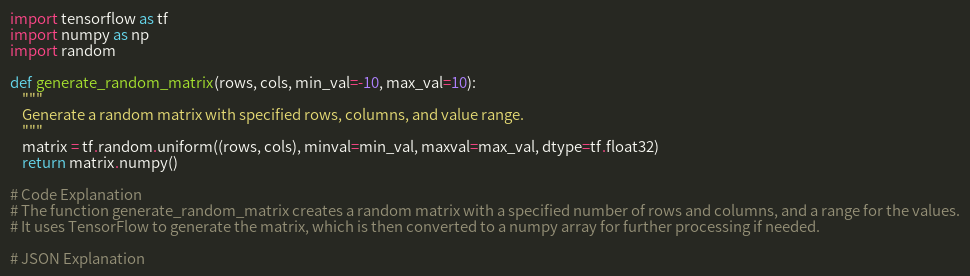 import tensorflow as tf
import numpy as np
import random

def generate_random_matrix(rows, cols, min_val=-10, max_val=10):
    """
    Generate a random matrix with specified rows, columns, and value range.
    """
    matrix = tf.random.uniform((rows, cols), minval=min_val, maxval=max_val, dtype=tf.float32)
    return matrix.numpy()

# Code Explanation
# The function generate_random_matrix creates a random matrix with a specified number of rows and columns, and a range for the values.
# It uses TensorFlow to generate the matrix, which is then converted to a numpy array for further processing if needed.

# JSON Explanation